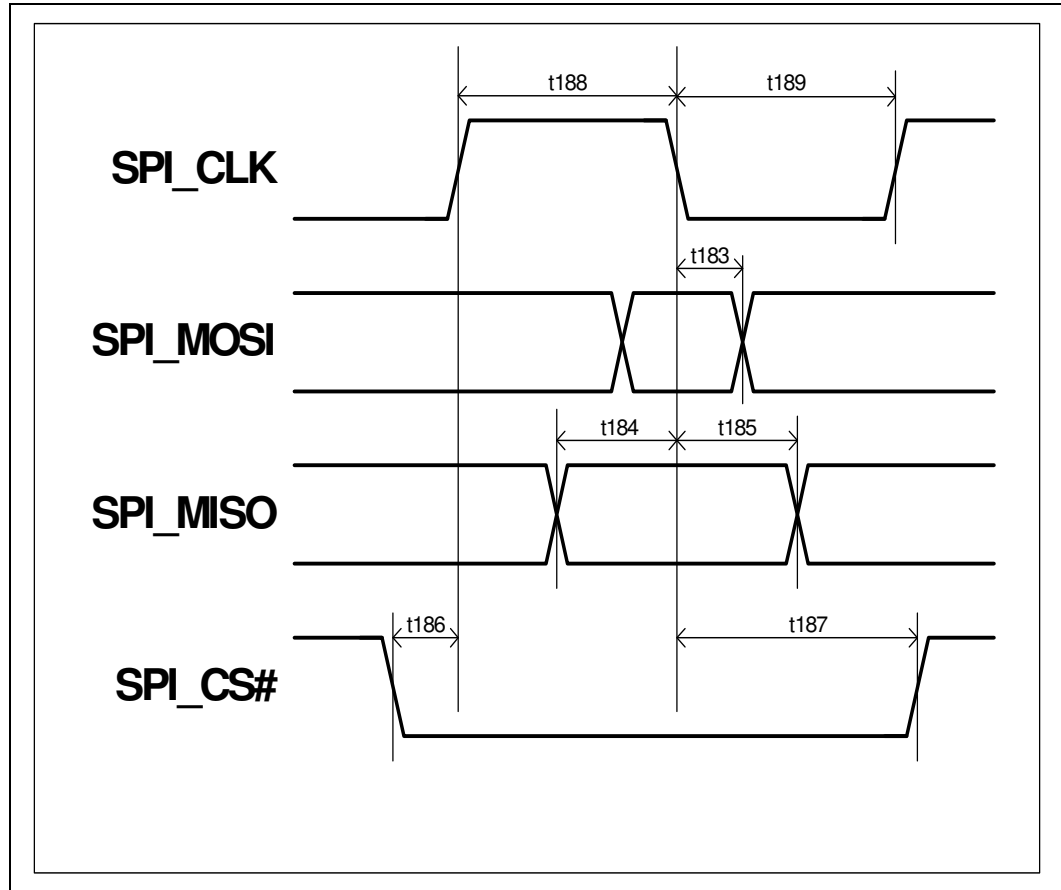 t188
t189
SPI_CLK
t183
SPI_MOSI
t184
t185
SPI_MISO
t186
t187
SPI_CS#